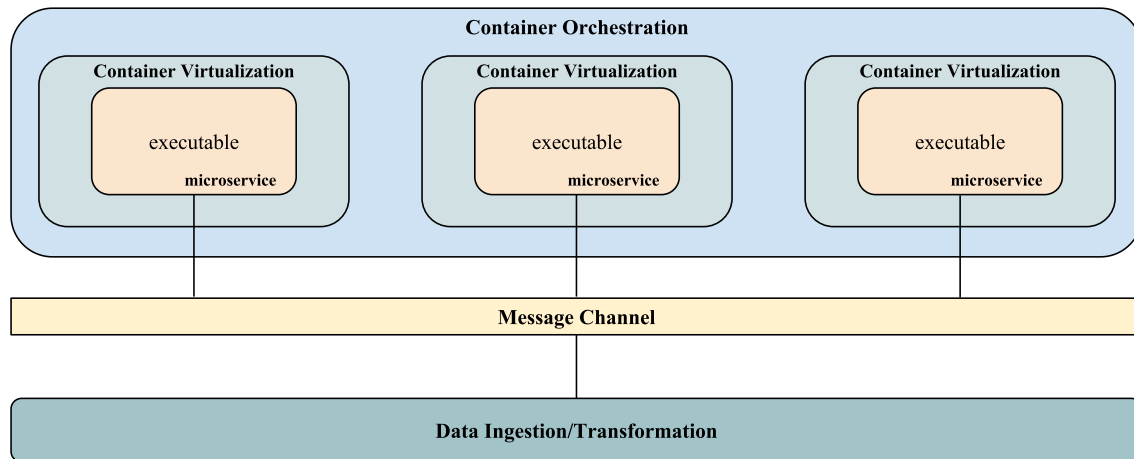 Container Orchestration
Container Virtualization
executable
microservice
Container Virtualization
executable
microservice
Container Virtualization
executable
microservice
Message Channel
Data Ingestion/Transformation